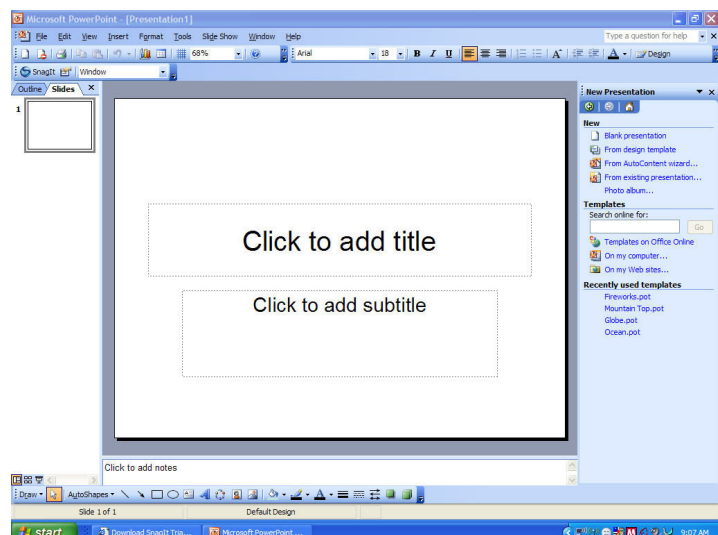 Microsoft PowerPoint - [Presentation1]
File Edit View Insert Format Tools Slide Show Window Help Type a question for help
68% Arial 18 B I U A A Design
SnagIt Window
Outline Slides
1
Click to add title
Click to add subtitle
Click to add notes
New Presentation
New
Blank presentation
From design template
From AutoContent wizard...
From existing presentation...
Photo album...
Templates
Search online for:
Go
Templates on Office Online
On my computer...
On my Web sites...
Recently used templates
Fireworks.pot
Mountain Top.pot
Globe.pot
Ocean.pot
Draw AutoShapes A
Slide 1 of 1 Default Design
start Download SnagIt Tria... Microsoft PowerPoint ... 9:07 AM